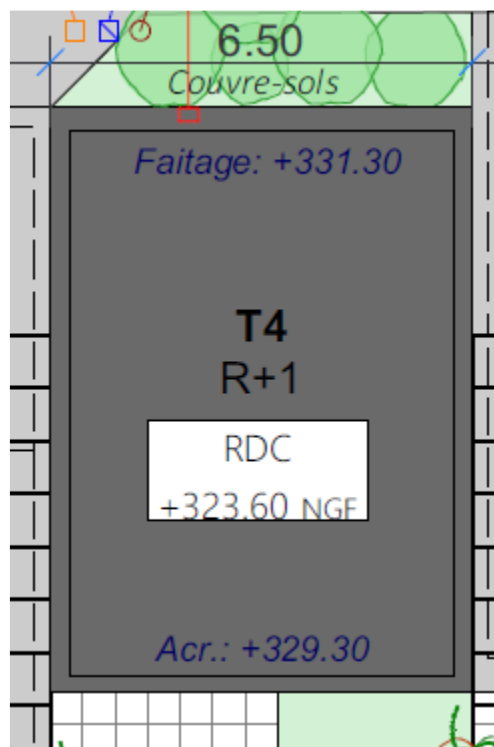 6.50
Couvre-sols
Faitage: +331.30
T4
R+1
RDC
+323.60 NGF
Acr.: +329.30